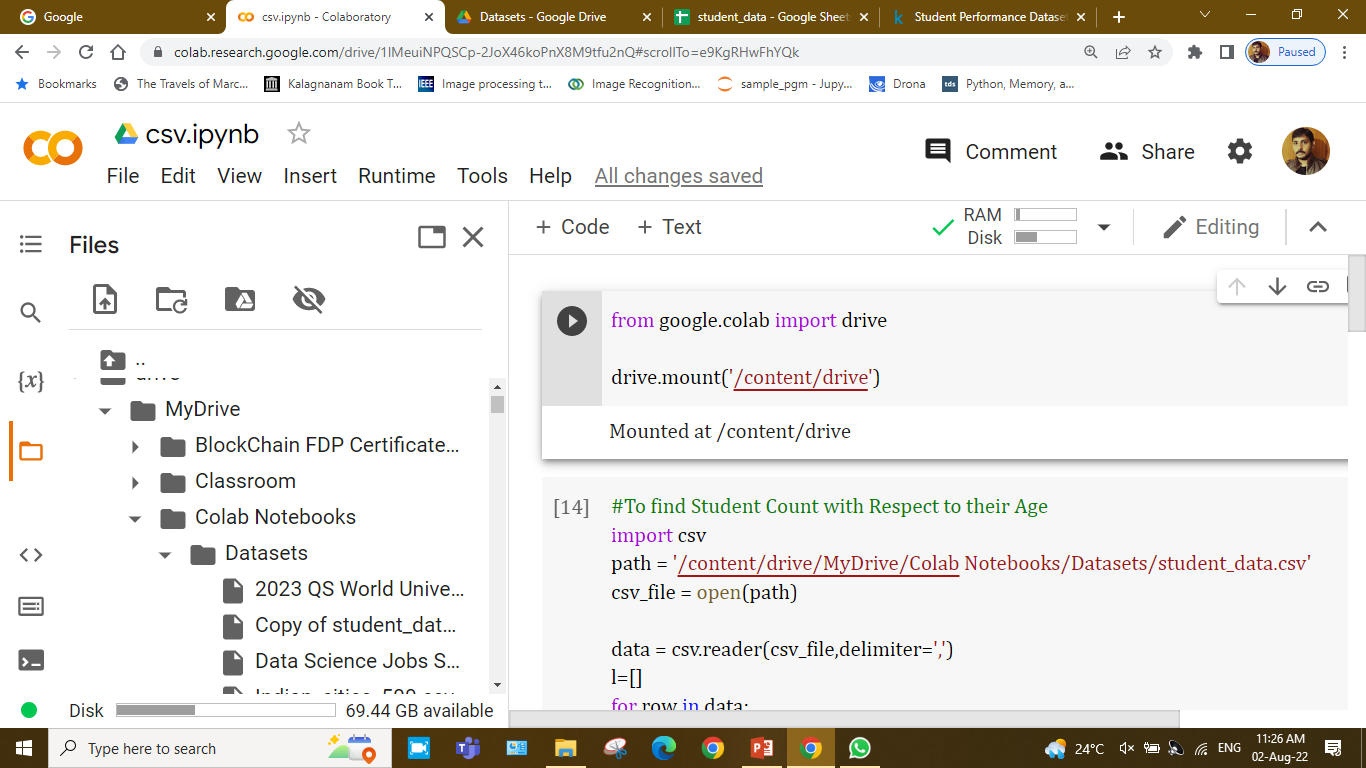 Google
csv.ipynb - Colaboratory
Datasets - Google Drive
student_data - Google Sheets
Student Performance Dataset
colab.research.google.com/drive/1IMeuiNPQSCp-2JoX46koPnX8M9tfu2nQ#scrollTo=e9KgRHwFhYQk
Paused
Bookmarks
The Travels of Marc...
Kalagnanam Book T...
IEEE
Image processing t...
Image Recognition...
sample_pgm - Jupy...
Drona
tds
Python, Memory, a...
csv.ipynb
Comment
Share
File Edit View Insert Runtime Tools Help All changes saved
Files
+ Code + Text
RAM
Disk
Editing
..
MyDrive
BlockChain FDP Certificate...
Classroom
Colab Notebooks
Datasets
2023 QS World Unive...
Copy of student_dat...
Data Science Jobs S...
{x}
Disk
69.44 GB available
from google.colab import drive
drive.mount('/content/drive')
Mounted at /content/drive
[14]
#To find Student Count with Respect to their Age
import csv
path = '/content/drive/MyDrive/Colab Notebooks/Datasets/student_data.csv'
csv_file = open(path)
data = csv.reader(csv_file,delimiter=',')
l=[]
for row in data:
Type here to search
24°C
ENG
11:26 AM
02-Aug-22